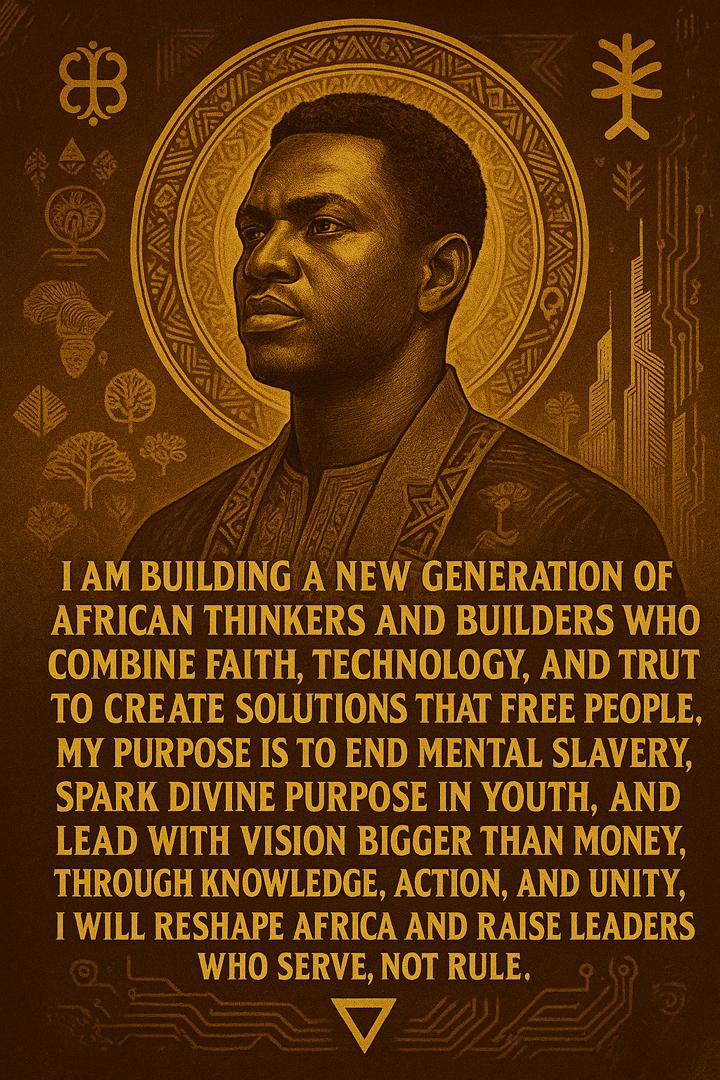 I AM BUILDING A NEW GENERATION OF
AFRICAN THINKERS AND BUILDERS WHO
COMBINE FAITH, TECHNOLOGY, AND TRUT
TO CREATE SOLUTIONS THAT FREE PEOPLE,
MY PURPOSE IS TO END MENTAL SLAVERY,
SPARK DIVINE PURPOSE IN YOUTH, AND
LEAD WITH VISION BIGGER THAN MONEY,
THROUGH KNOWLEDGE, ACTION, AND UNITY,
I WILL RESHAPE AFRICA AND RAISE LEADERS
WHO SERVE, NOT RULE.